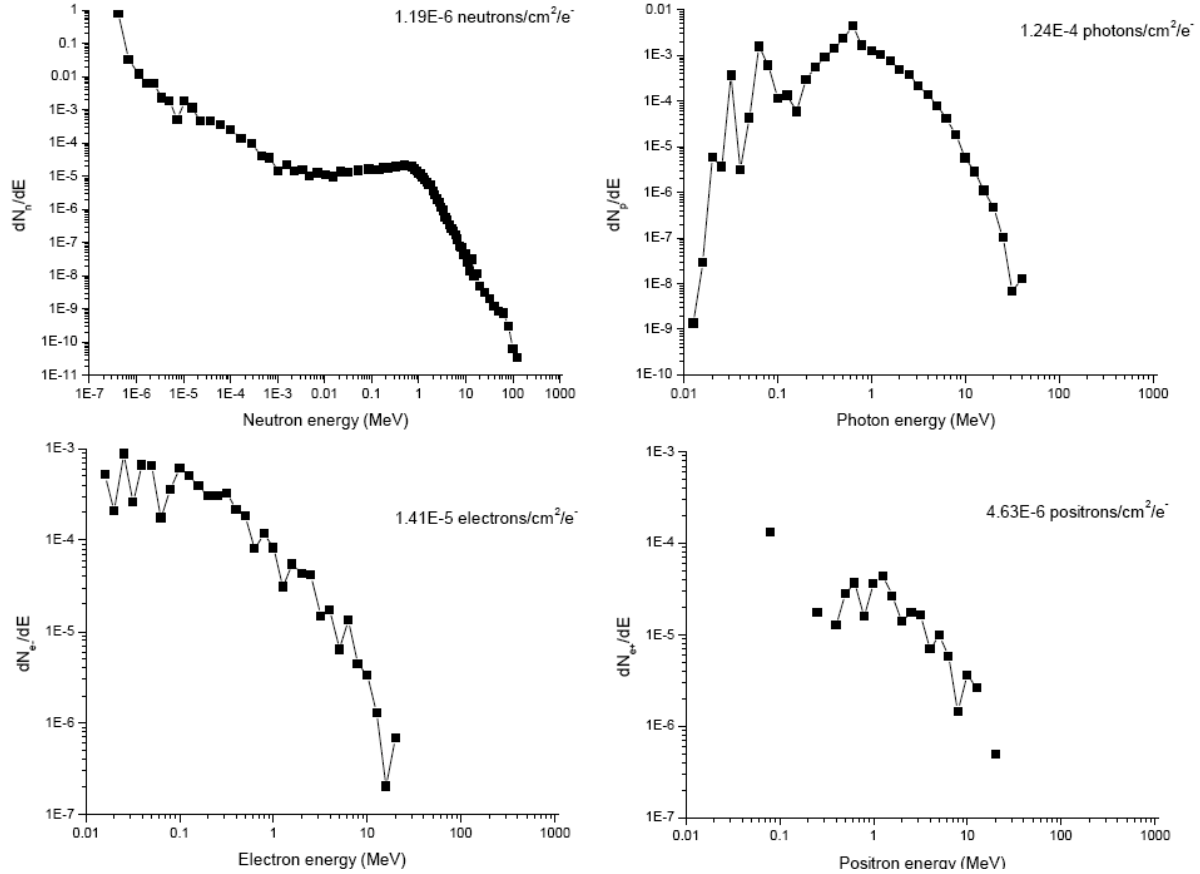 1.19E-6 neutrons/cm²/e⁻
1
0.1
0.01
1E-3
1E-4
1E-5
1E-6
1E-7
1E-8
1E-9
1E-10
1E-11
dNₙ/dE
1E-7 1E-6 1E-5 1E-4 1E-3 0.01 0.1 1 10 100 1000
Neutron energy (MeV)
1.24E-4 photons/cm²/e⁻
0.01
1E-3
1E-4
1E-5
1E-6
1E-7
1E-8
1E-9
1E-10
dNₚ/dE
0.01 0.1 1 10 100 1000
Photon energy (MeV)
1.41E-5 electrons/cm²/e⁻
1E-3
1E-4
1E-5
1E-6
1E-7
dNₑ₋/dE
0.01 0.1 1 10 100 1000
Electron energy (MeV)
4.63E-6 positrons/cm²/e⁻
1E-3
1E-4
1E-5
1E-6
1E-7
dNₑ₊/dE
0.01 0.1 1 10 100 1000
Positron energy (MeV)